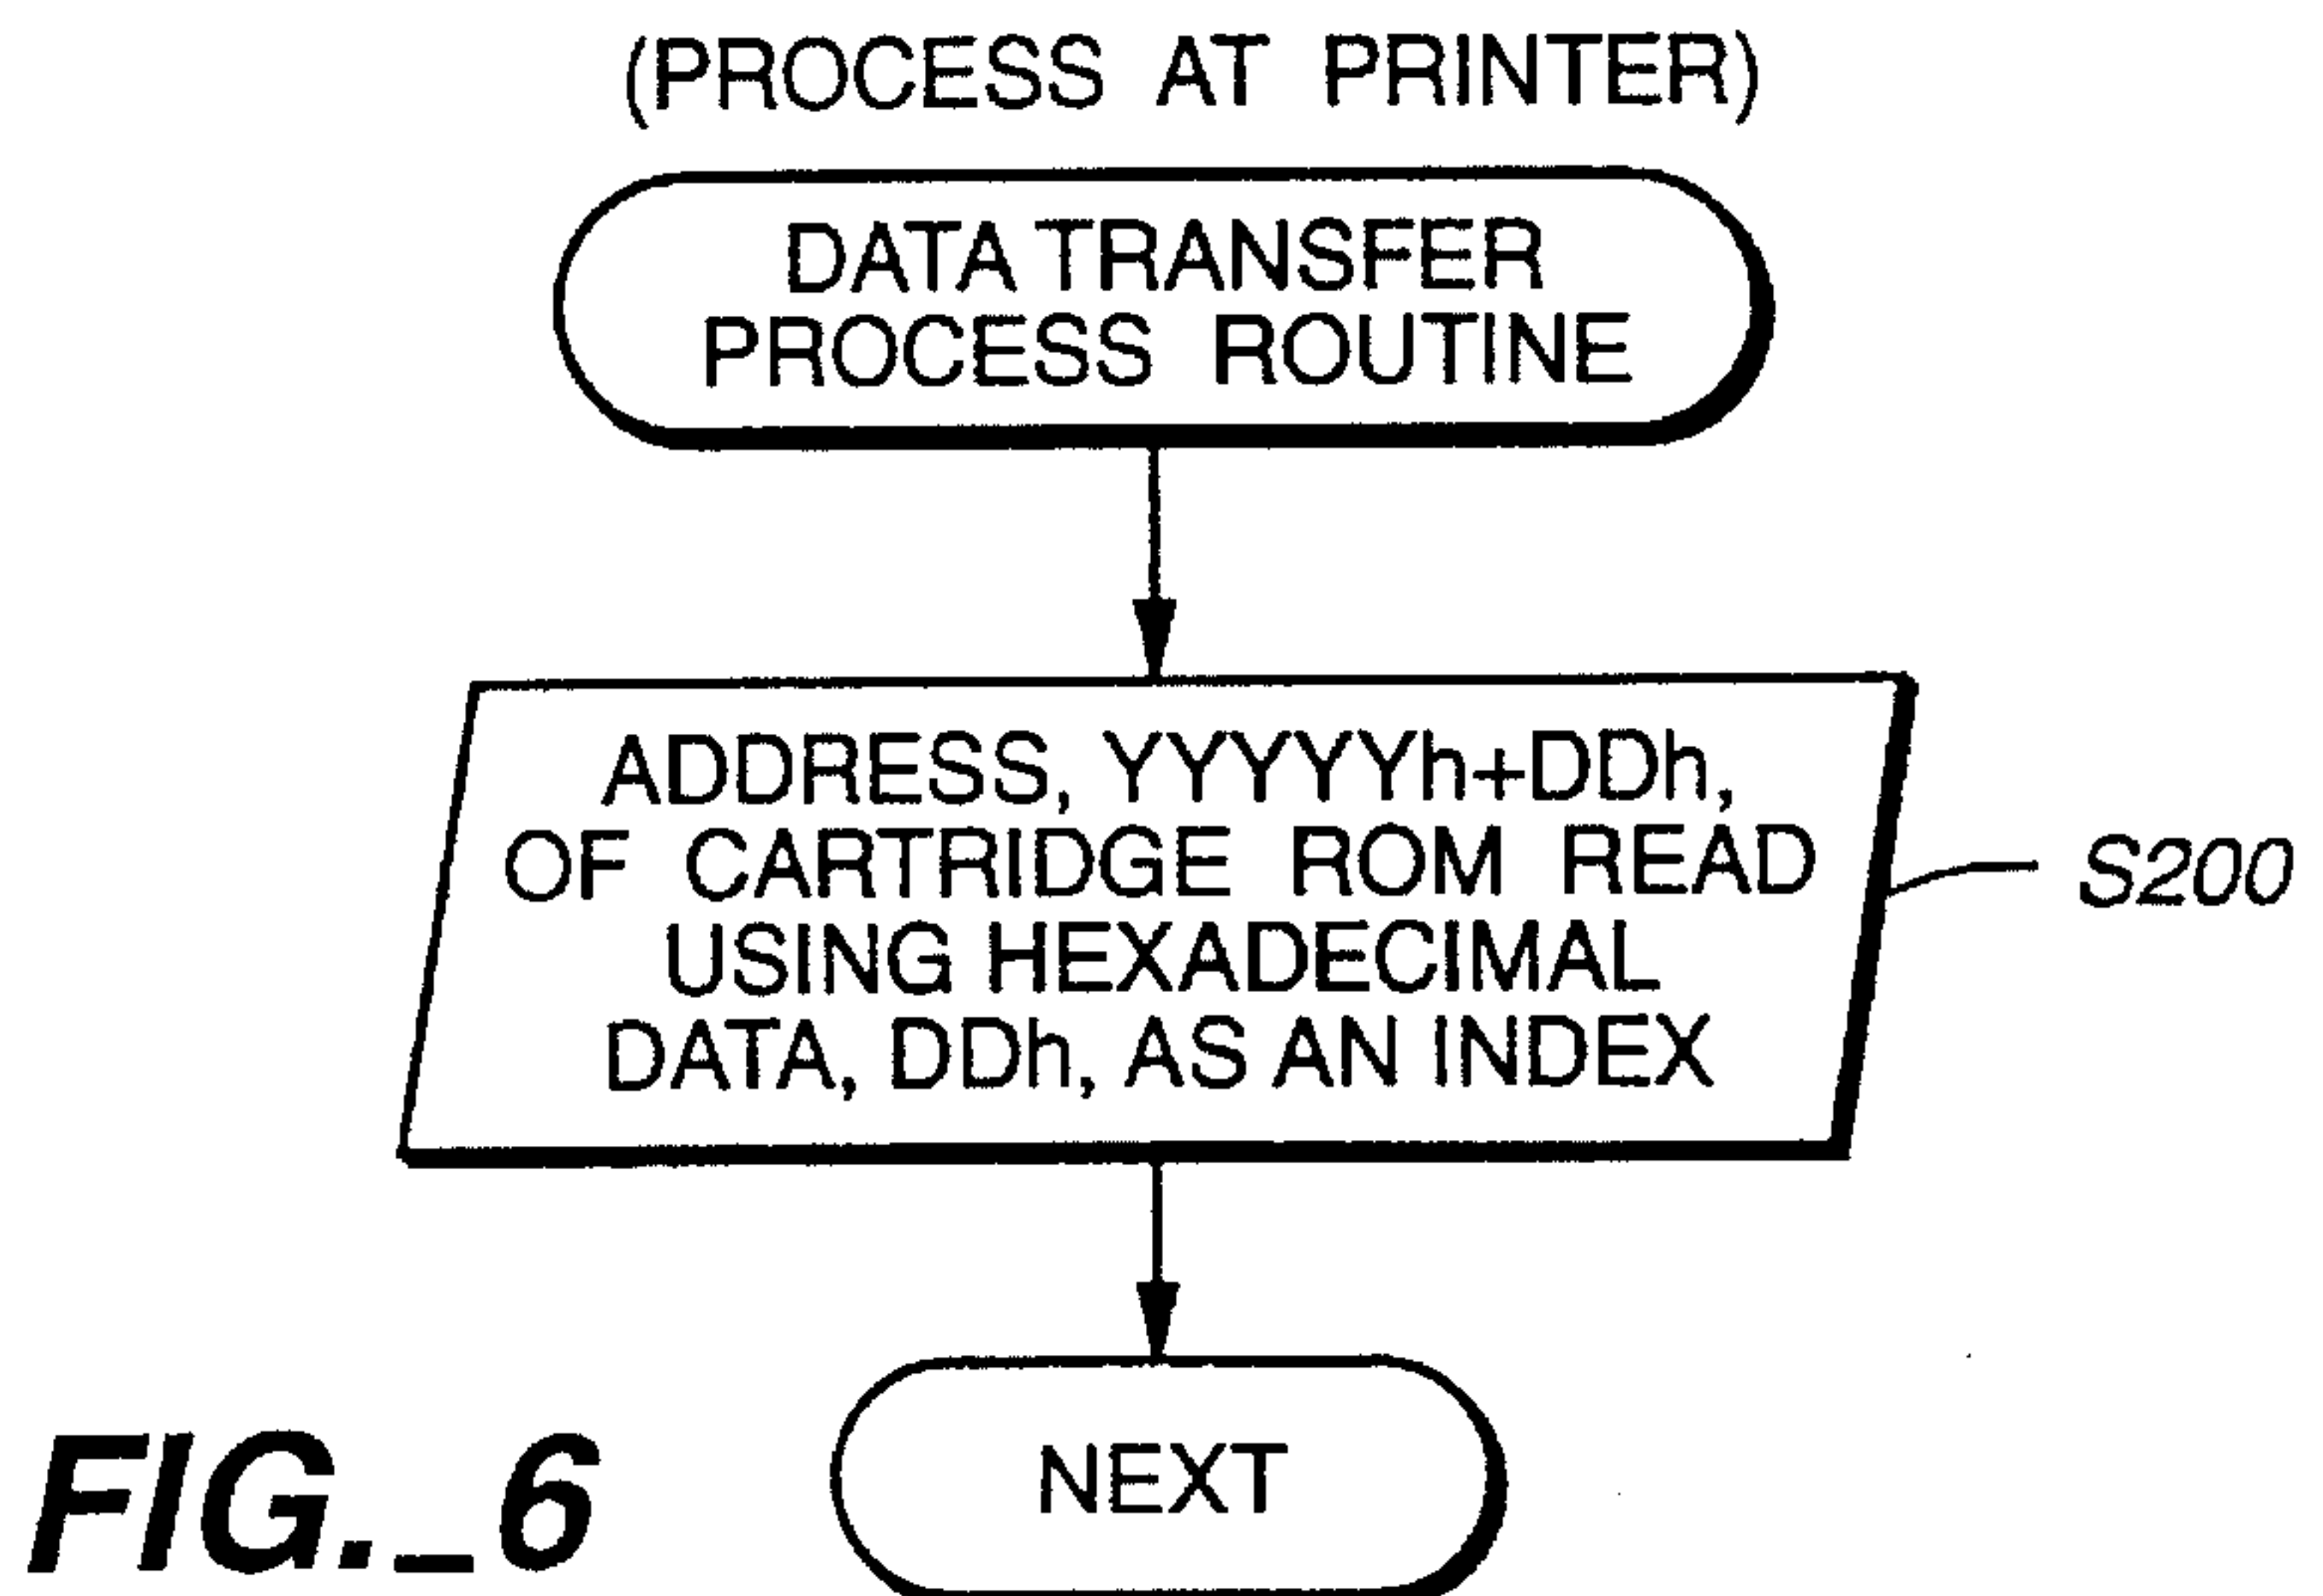 (PROCESS AT PRINTER)
DATA TRANSFER
PROCESS ROUTINE
ADDRESS, YYYYYh+DDh,
OF CARTRIDGE ROM READ
USING HEXADECIMAL
DATA, DDh, AS AN INDEX
S200
NEXT
FIG._6